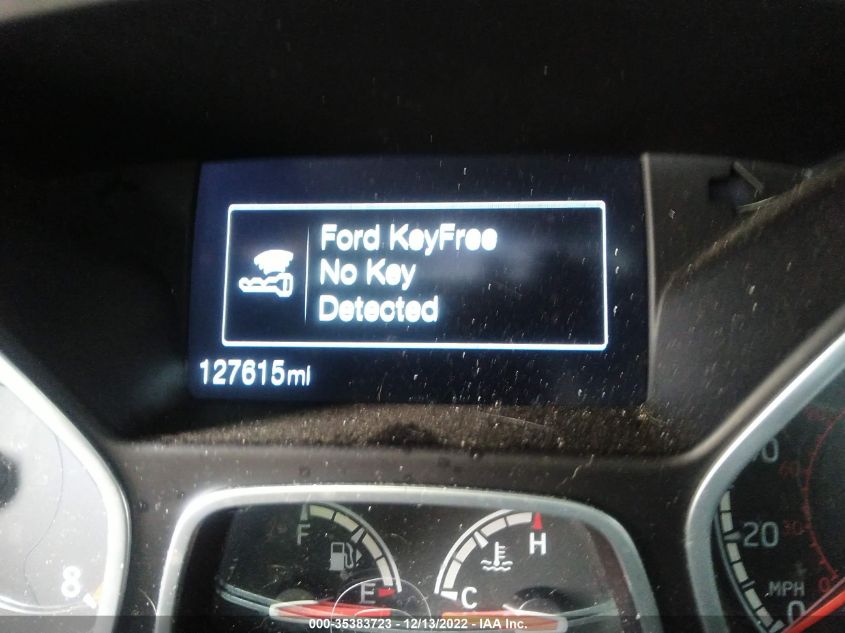 Ford KeyFree
No Key
Detected
127615mi
F
E
H
C
8
20
0
MPH
000-35383723 - 12/13/2022 - IAA Inc.